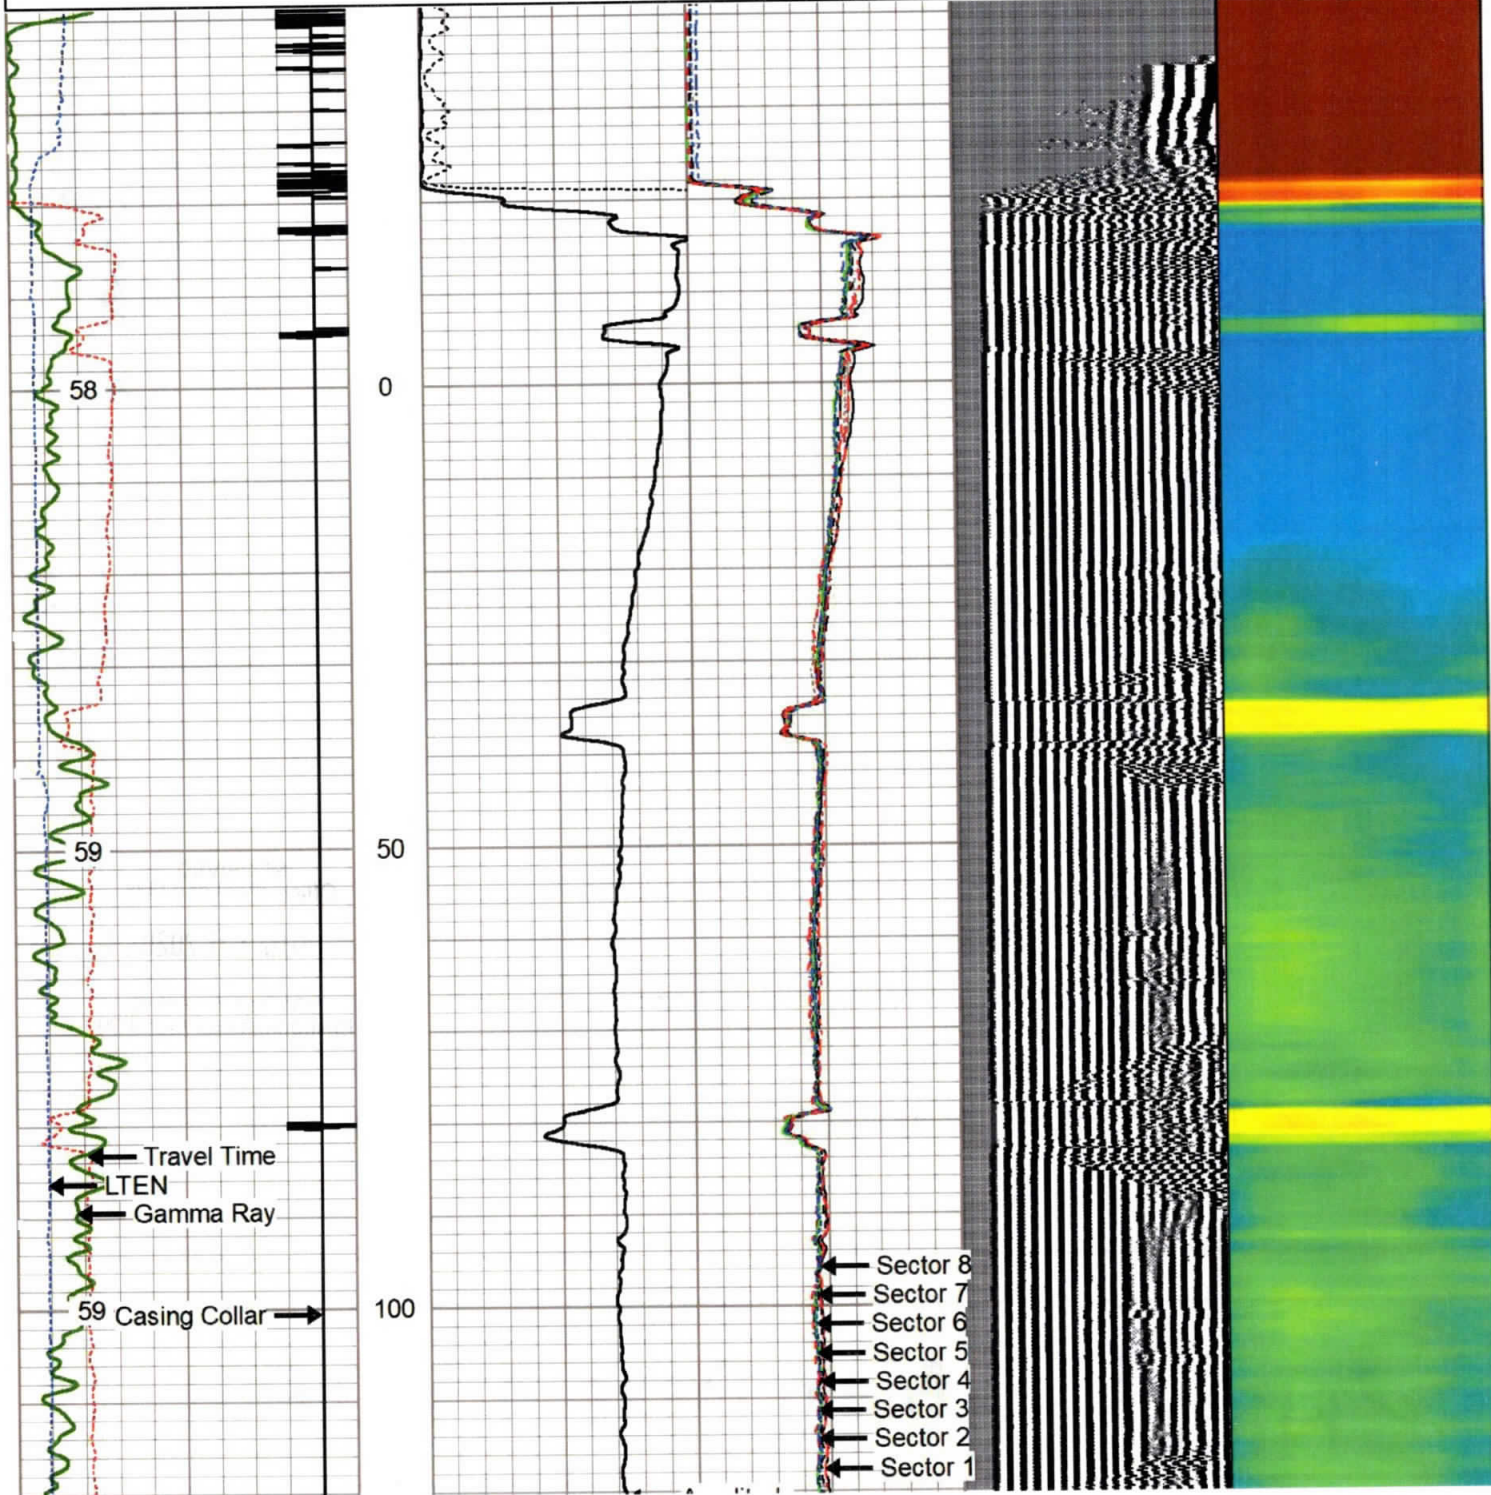 58
0
59
50
Travel Time
LTEN
Gamma Ray
59
Casing Collar
100
Sector 8
Sector 7
Sector 6
Sector 5
Sector 4
Sector 3
Sector 2
Sector 1